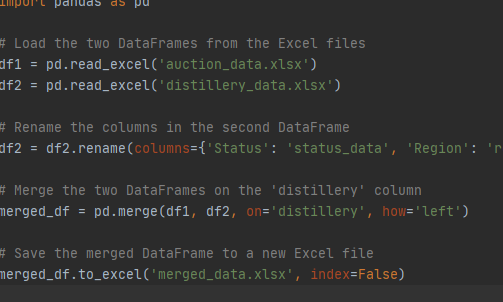 import pandas as pd
# Load the two DataFrames from the Excel files
df1 = pd.read_excel('auction_data.xlsx')
df2 = pd.read_excel('distillery_data.xlsx')
# Rename the columns in the second DataFrame
df2 = df2.rename(columns={'Status': 'status_data', 'Region': 'r
# Merge the two DataFrames on the 'distillery' column
merged_df = pd.merge(df1, df2, on='distillery', how='left')
# Save the merged DataFrame to a new Excel file
merged_df.to_excel('merged_data.xlsx', index=False)